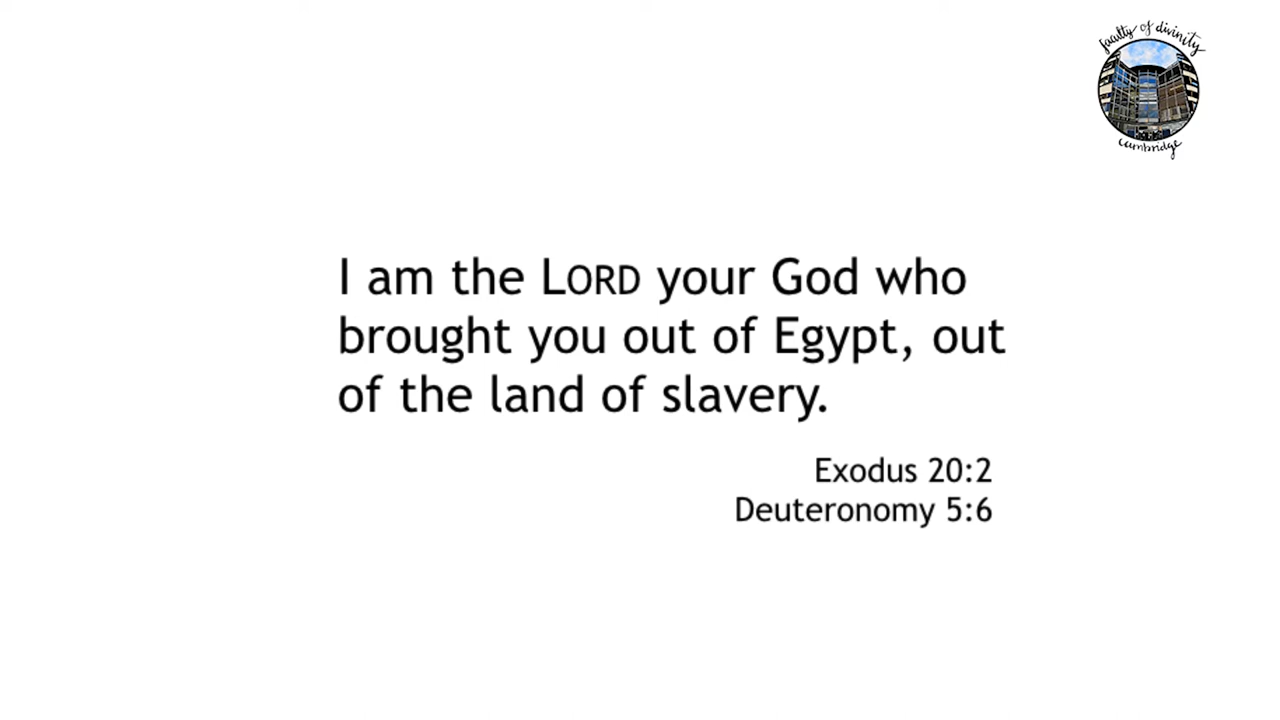 faculty of divinity
cambridge
I am the LORD your God who
brought you out of Egypt, out
of the land of slavery.
Exodus 20:2
Deuteronomy 5:6